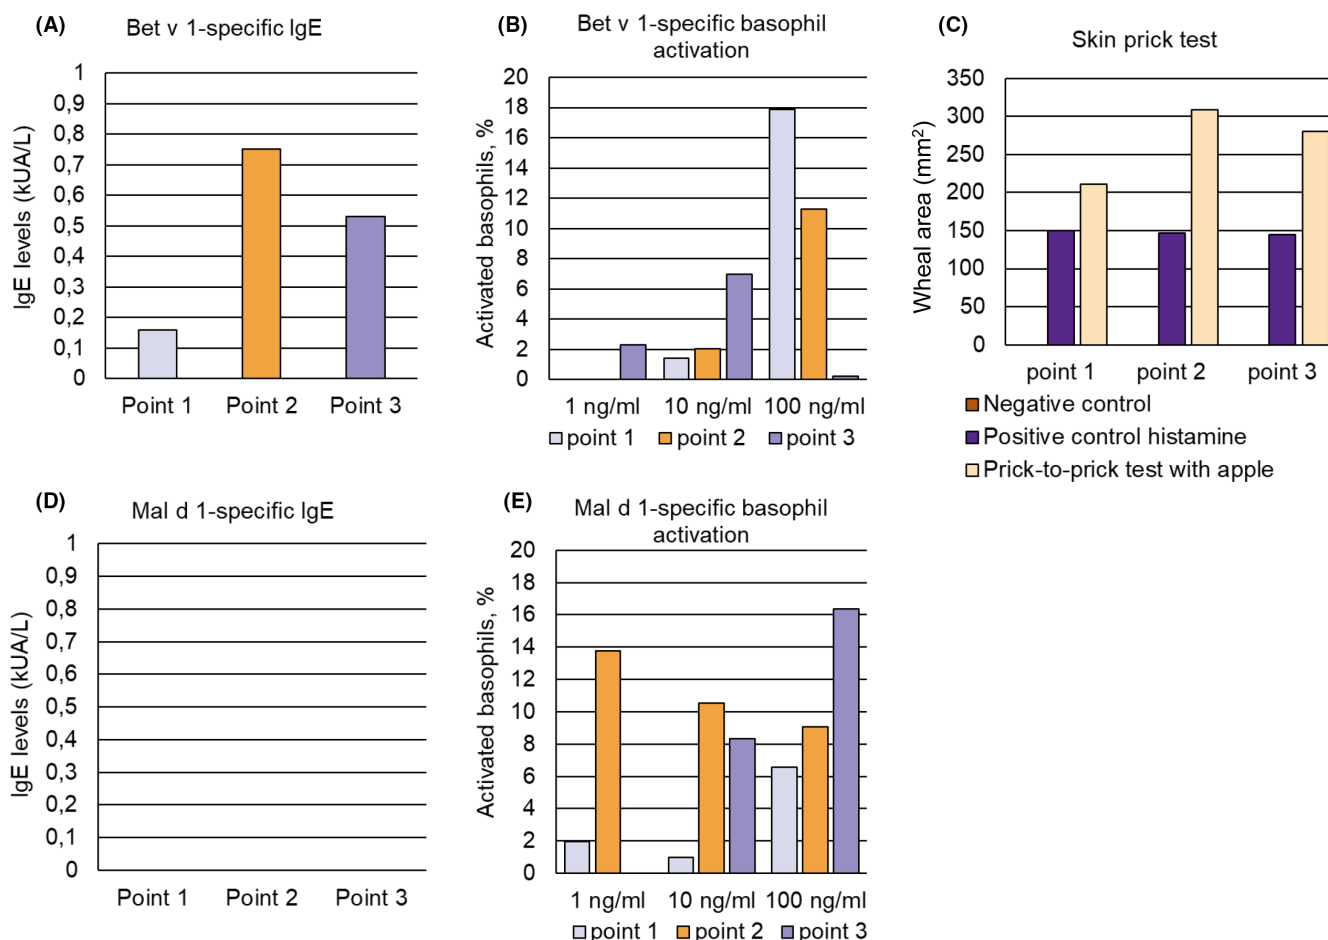 (A)
Bet v 1-specific IgE
IgE levels (kUA/L)
1
0,9
0,8
0,7
0,6
0,5
0,4
0,3
0,2
0,1
0
Point 1 Point 2 Point 3
(B)
Bet v 1-specific basophil
activation
Activated basophils, %
20
18
16
14
12
10
8
6
4
2
0
1 ng/ml 10 ng/ml 100 ng/ml
point 1 point 2 point 3
(C)
Skin prick test
Wheal area (mm²)
350
300
250
200
150
100
50
0
point 1 point 2 point 3
Negative control
Positive control histamine
Prick-to-prick test with apple
(D)
Mal d 1-specific IgE
IgE levels (kUA/L)
1
0,9
0,8
0,7
0,6
0,5
0,4
0,3
0,2
0,1
0
Point 1 Point 2 Point 3
(E)
Mal d 1-specific basophil
activation
Activated basophils, %
20
18
16
14
12
10
8
6
4
2
0
1 ng/ml 10 ng/ml 100 ng/ml
point 1 point 2 point 3